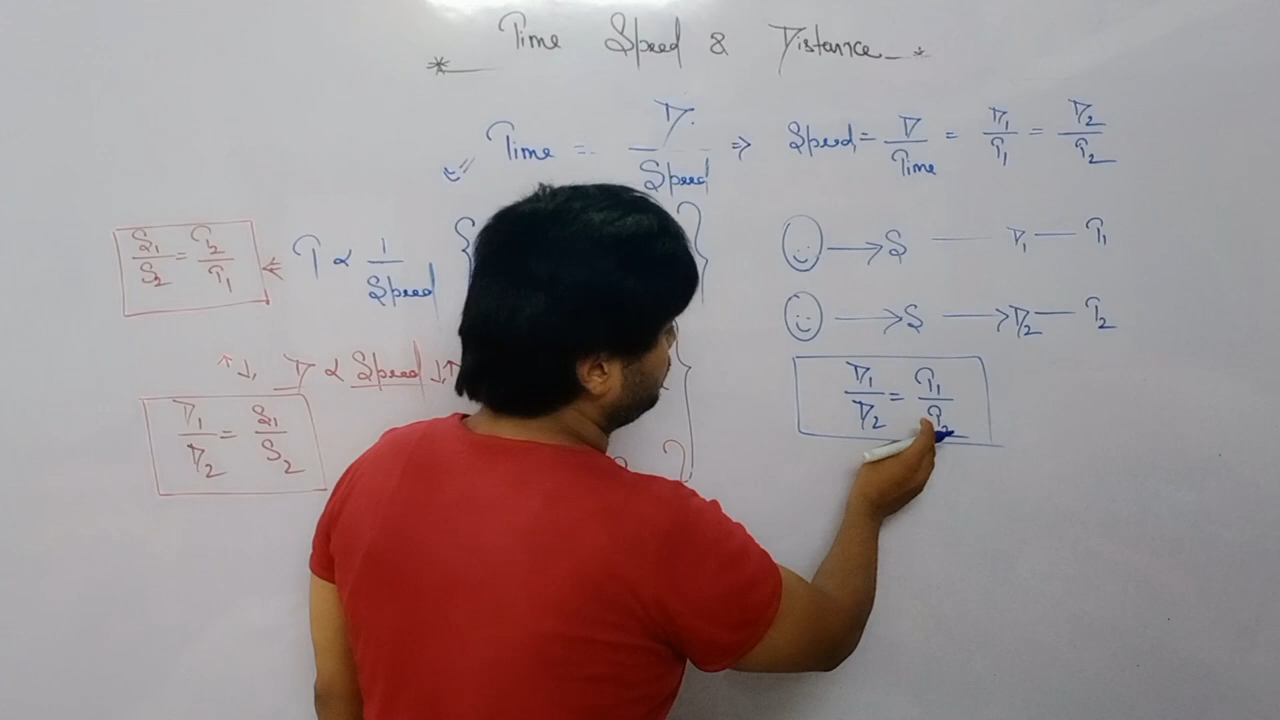 * Time Speed & Distance *
Time = D / Speed ⇒ Speed = D / Time = D₁ / T₁ = D₂ / T₂
S₁ / S₂ = T₂ / T₁ ⇐ T ∝ 1 / Speed { }
☺ → S — D₁ — T₁
☺ → S → D₂ — T₂
↑↓ D ∝ Speed ↓↑
D₁ / D₂ = S₁ / S₂
D₁ / D₂ = T₁ / T₂